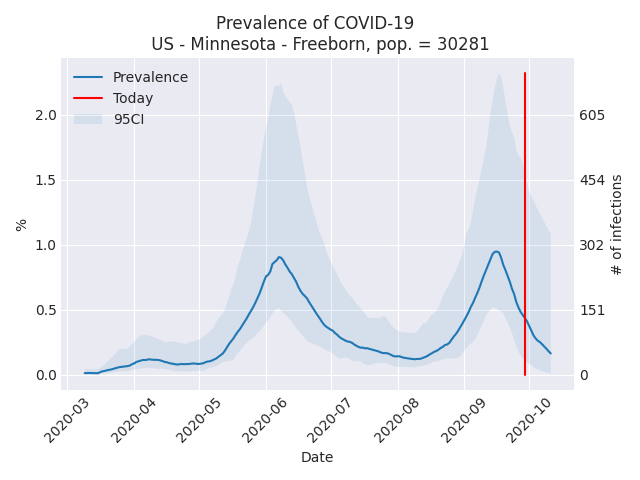 Prevalence of COVID-19
US - Minnesota - Freeborn, pop. = 30281
Prevalence
Today
95CI
2.0
1.5
1.0
0.5
0.0
%
605
454
302
151
0
# of infections
2020-03
2020-04
2020-05
2020-06
2020-07
2020-08
2020-09
2020-10
Date